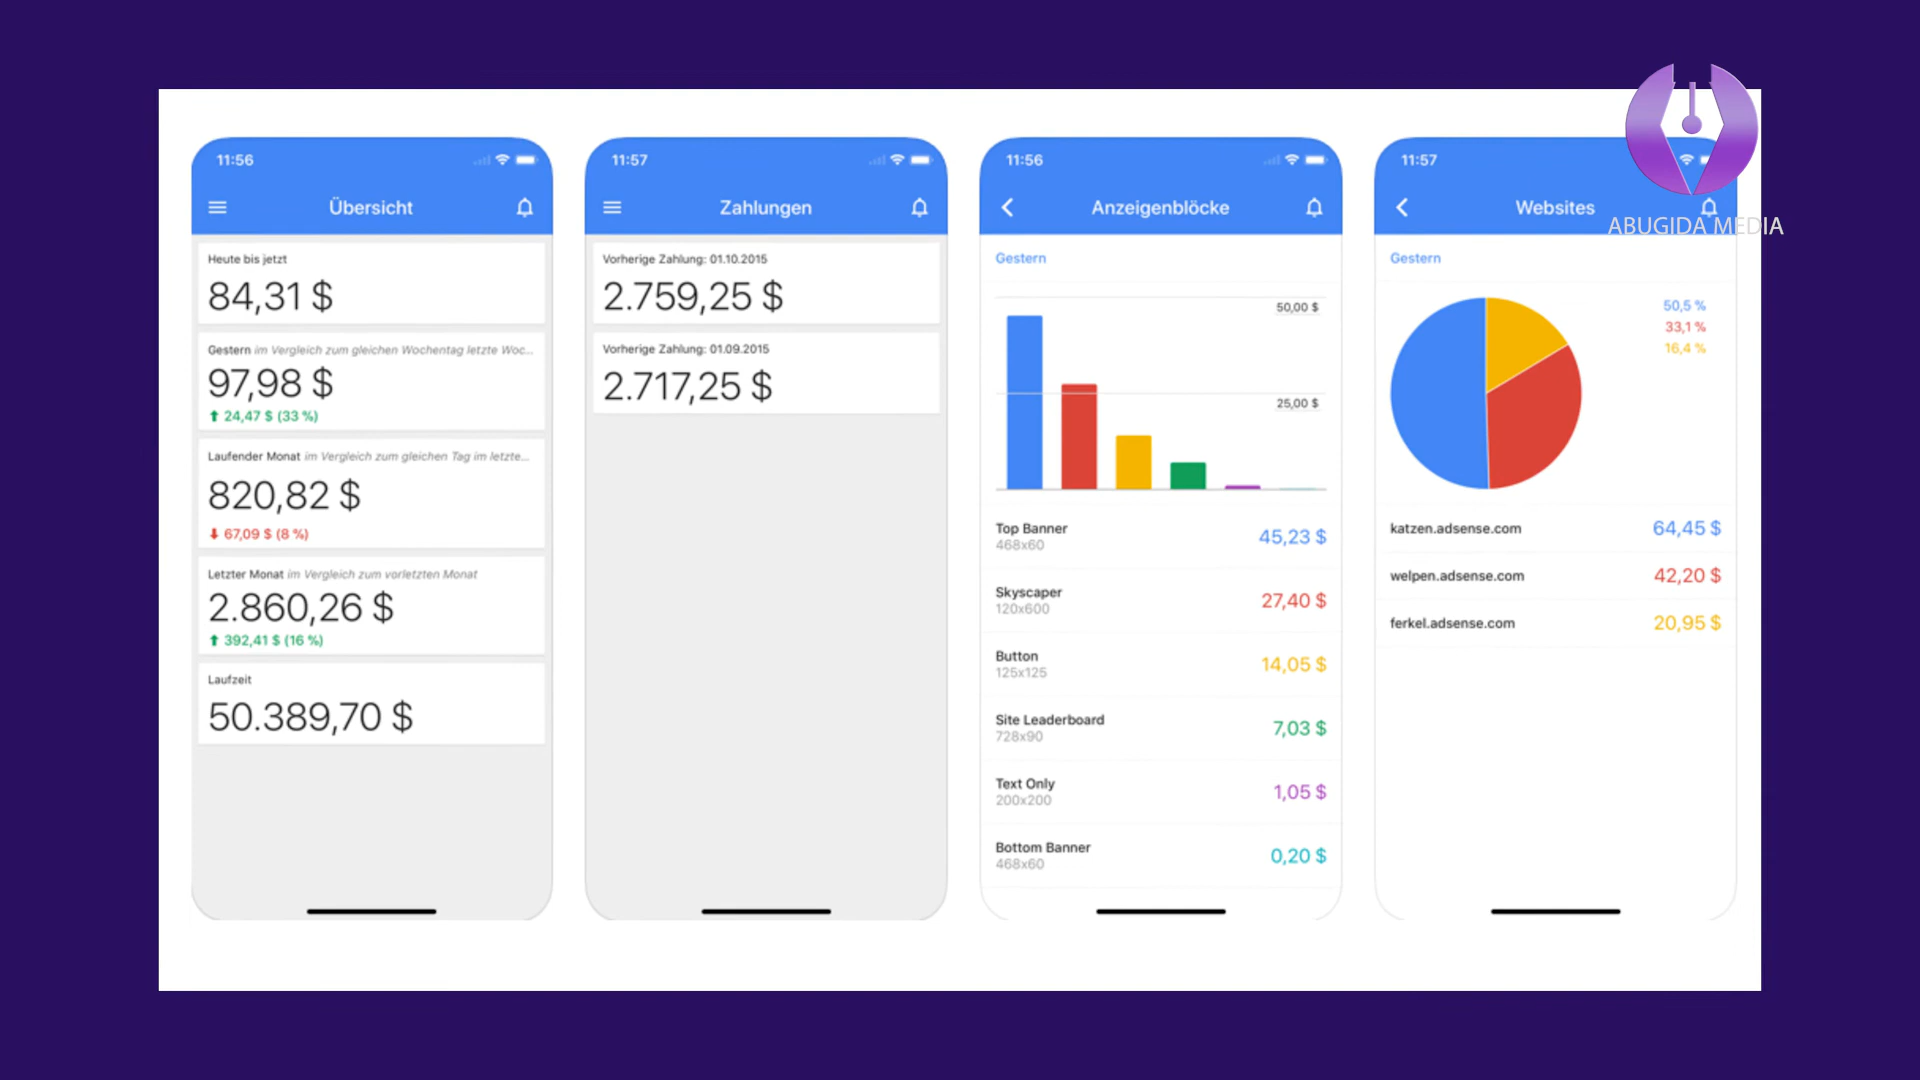 ABUGIDA MEDIA
11:56
Übersicht
Heute bis jetzt
84,31 $
Gestern im Vergleich zum gleichen Wochentag letzte Woc...
97,98 $
24,47 $ (33 %)
Laufender Monat im Vergleich zum gleichen Tag im letzte...
820,82 $
67,09 $ (8 %)
Letzter Monat im Vergleich zum vorletzten Monat
2.860,26 $
392,41 $ (16 %)
Laufzeit
50.389,70 $
11:57
Zahlungen
Vorherige Zahlung: 01.10.2015
2.759,25 $
Vorherige Zahlung: 01.09.2015
2.717,25 $
11:56
Anzeigenblöcke
Gestern
50,00 $
25,00 $
Top Banner
468x60
45,23 $
Skyscaper
120x600
27,40 $
Button
125x125
14,05 $
Site Leaderboard
728x90
7,03 $
Text Only
200x200
1,05 $
Bottom Banner
468x60
0,20 $
11:57
Websites
Gestern
50,5 %
33,1 %
16,4 %
katzen.adsense.com 64,45 $
welpen.adsense.com 42,20 $
ferkel.adsense.com 20,95 $